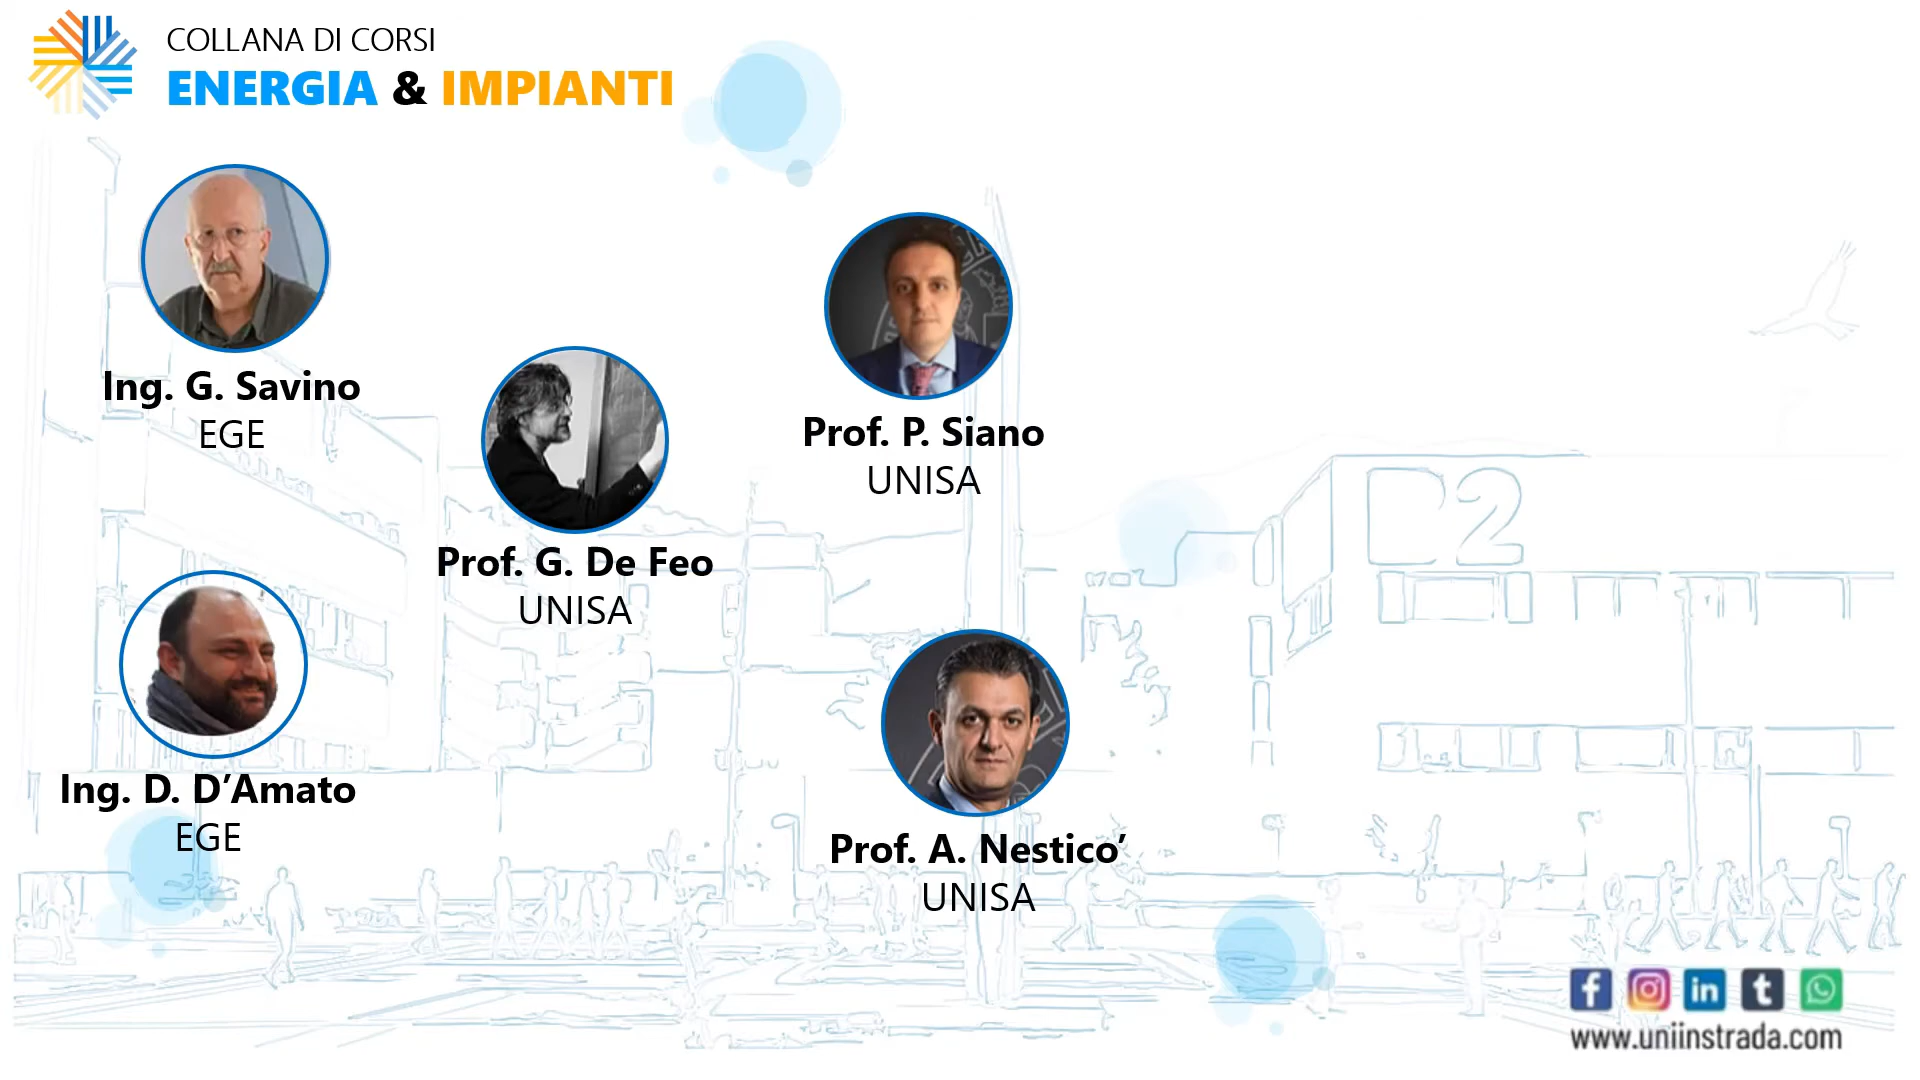 COLLANA DI CORSI
ENERGIA & IMPIANTI
Ing. G. Savino
EGE
Prof. P. Siano
UNISA
Prof. G. De Feo
UNISA
Ing. D. D’Amato
EGE
Prof. A. Nestico’
UNISA
www.uniinstrada.com